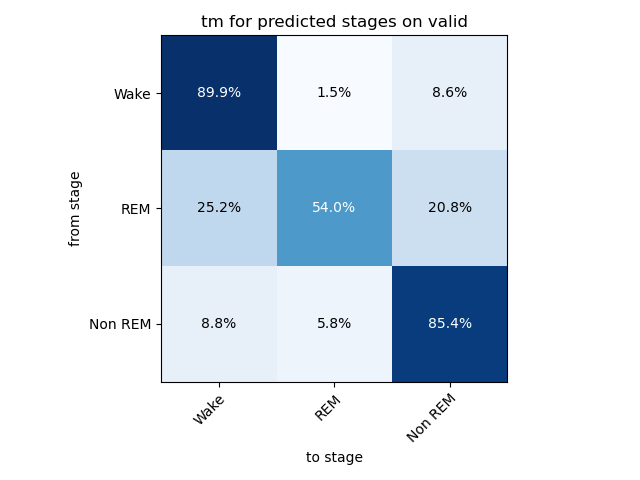 tm for predicted stages on valid
Wake 89.9% 1.5% 8.6%
REM 25.2% 54.0% 20.8%
Non REM 8.8% 5.8% 85.4%
from stage
Wake REM Non REM
to stage